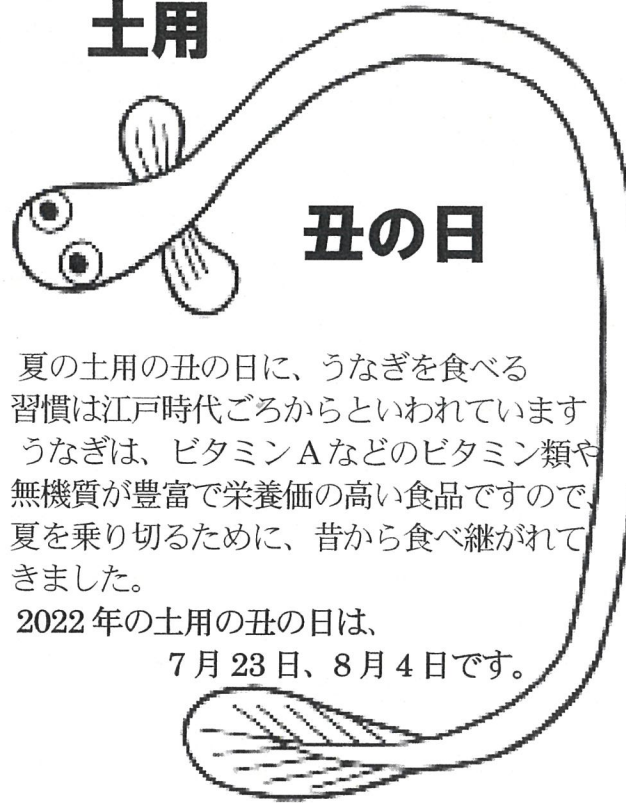 土用
丑の日
夏の土用の丑の日に、うなぎを食べる
習慣は江戸時代ごろからといわれています
うなぎは、ビタミンAなどのビタミン類や
無機質が豊富で栄養価の高い食品ですので、
夏を乗り切るために、昔から食べ継がれて
きました。
2022年の土用の丑の日は、
7月23日、8月4日です。